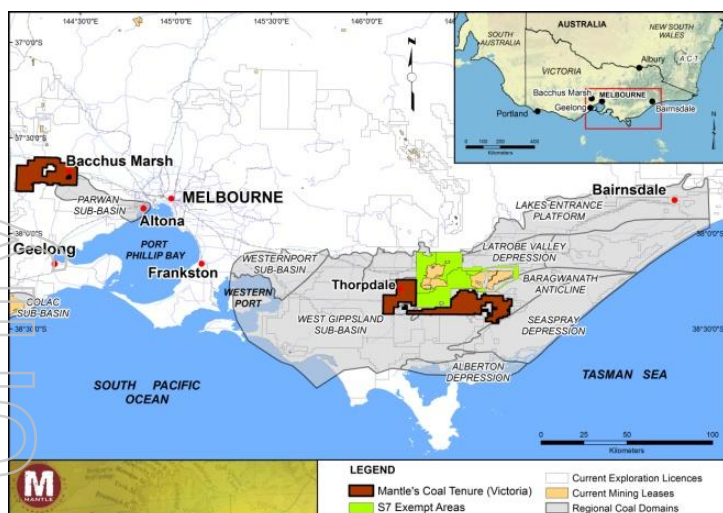 144°30'0"E
145°0'0"E
145°30'0"E
146°0'0"E
37°0'0"S
37°30'0"S
38°0'0"S
38°30'0"S
AUSTRALIA
SOUTH
AUSTRALIA
NEW SOUTH
WALES
VICTORIA
Albury
A.C.T
Bacchus Marsh
MELBOURNE
Geelong
Portland
Bairnsdale
0 100 200 400
Kilometers
Bacchus Marsh
MELBOURNE
PARWAN
SUB-BASIN
Altona
Geelong
PORT
PHILLIP BAY
Frankston
COLAC
SUB-BASIN
WESTERNPORT
SUB-BASIN
WESTERN
PORT
Thorpdale
WEST GIPPSLAND
SUB-BASIN
Bairnsdale
LAKES ENTRANCE
PLATFORM
LATROBE VALLEY
DEPRESSION
BARAGWANATH
ANTICLINE
SEASPRAY
DEPRESSION
ALBERTON
DEPRESSION
SOUTH PACIFIC
OCEAN
TASMAN SEA
38°0'0"S
38°30'0"S
0 25 50 100
Kilometers
M
MANTLE
LEGEND
Mantle's Coal Tenure (Victoria)
S7 Exempt Areas
Current Exploration Licences
Current Mining Leases
Regional Coal Domains